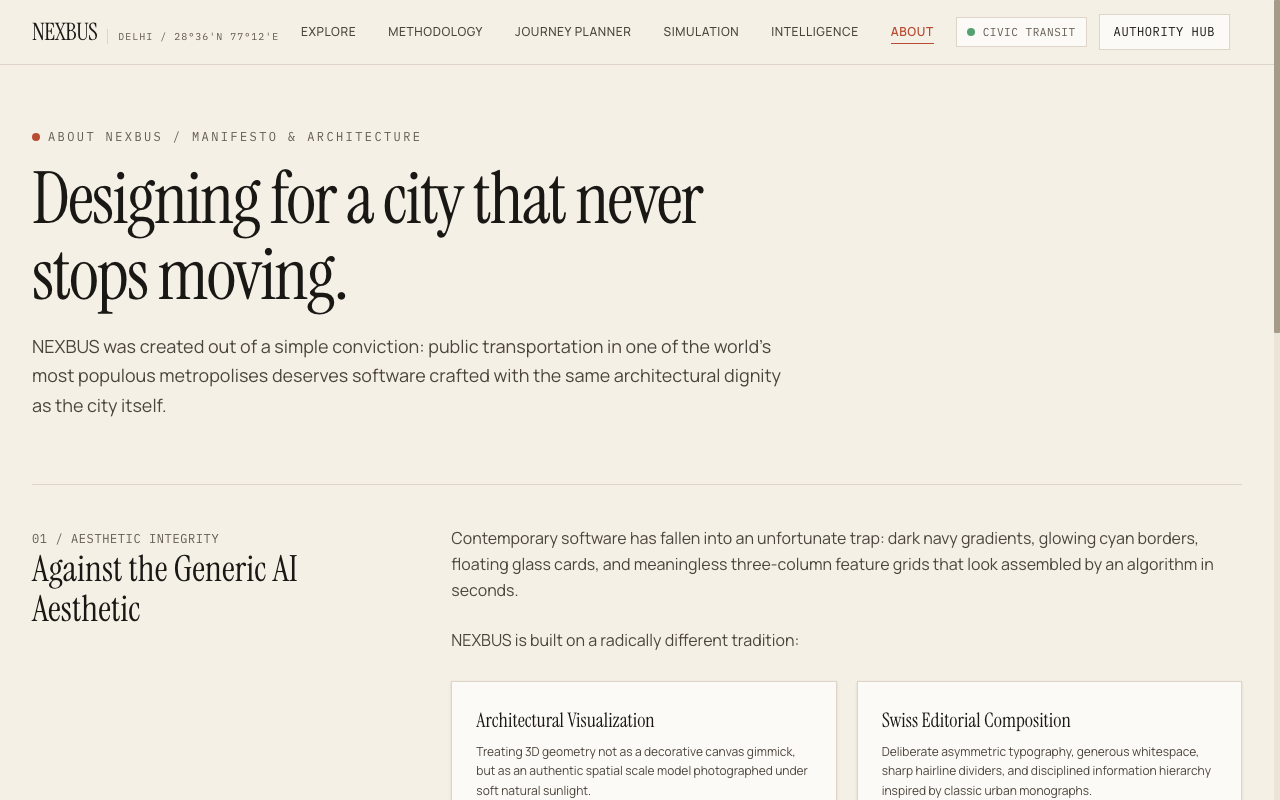 NEXBUS
DELHI / 28°36'N 77°12'E
EXPLORE
METHODOLOGY
JOURNEY PLANNER
SIMULATION
INTELLIGENCE
ABOUT
CIVIC TRANSIT
AUTHORITY HUB
ABOUT NEXBUS / MANIFESTO & ARCHITECTURE
Designing for a city that never
stops moving.
NEXBUS was created out of a simple conviction: public transportation in one of the world's
most populous metropolises deserves software crafted with the same architectural dignity
as the city itself.
01 / AESTHETIC INTEGRITY
Against the Generic AI
Aesthetic
Contemporary software has fallen into an unfortunate trap: dark navy gradients, glowing cyan borders,
floating glass cards, and meaningless three-column feature grids that look assembled by an algorithm in
seconds.
NEXBUS is built on a radically different tradition:
Architectural Visualization
Treating 3D geometry not as a decorative canvas gimmick,
but as an authentic spatial scale model photographed under
soft natural sunlight.
Swiss Editorial Composition
Deliberate asymmetric typography, generous whitespace,
sharp hairline dividers, and disciplined information hierarchy
inspired by classic urban monographs.